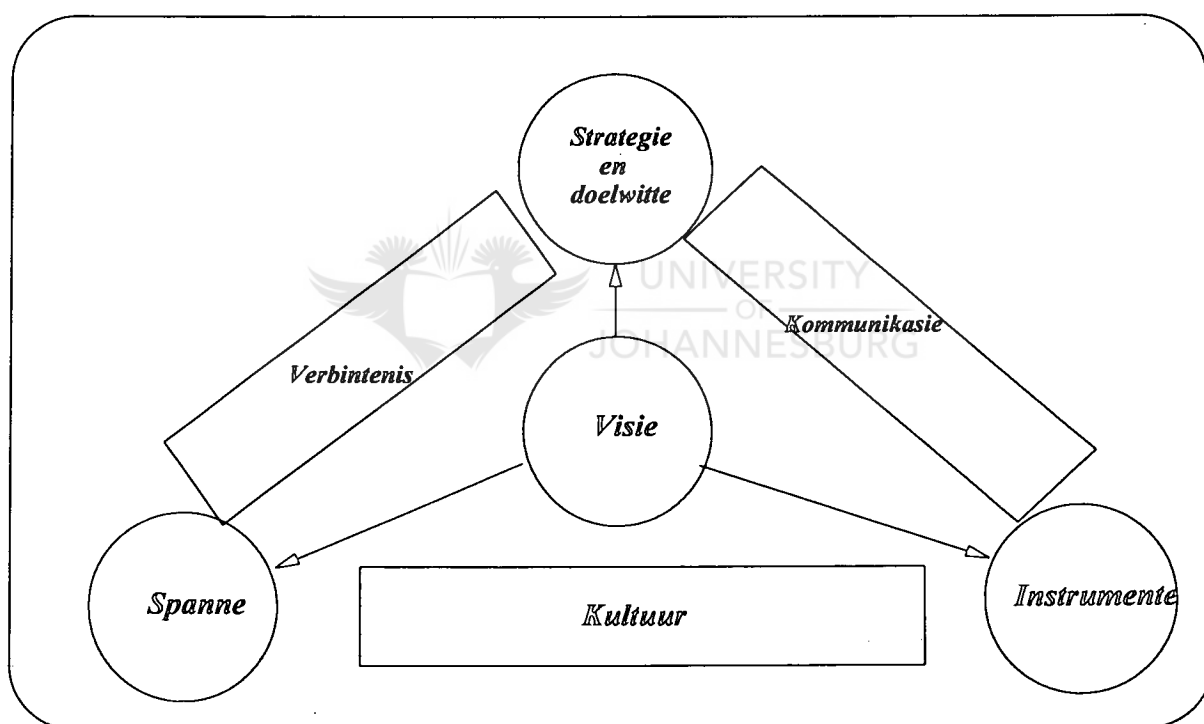 Strategie
en
doelwitte
UNIVERSITY
OF
JOHANNESBURG
Kommunikasie
Verbintenis
Visie
Spanne
Kultuur
Instrumente